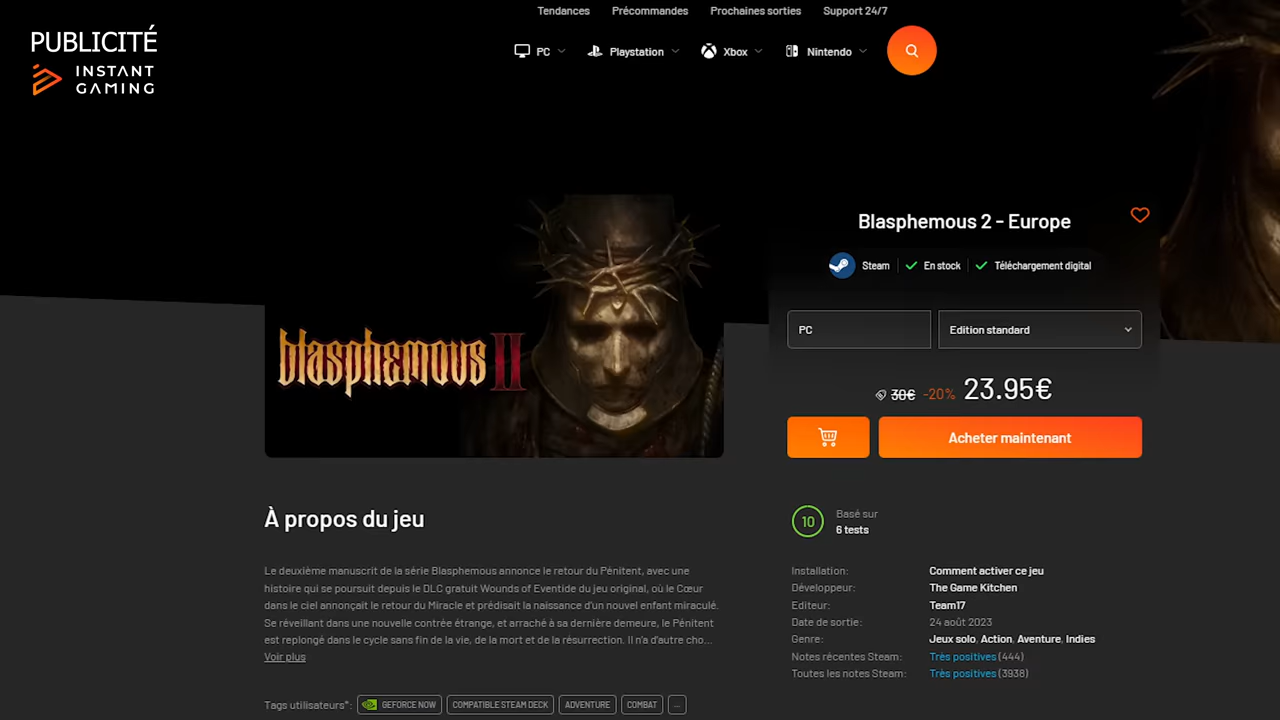 Tendances Précommandes Prochaines sorties Support 24/7
PUBLICITÉ
INSTANT
GAMING
PC Playstation Xbox Nintendo
Blasphemous 2 - Europe
Steam En stock Téléchargement digital
PC Edition standard
blasphemous II
30€ -20% 23.95€
Acheter maintenant
À propos du jeu
10
Basé sur
6 tests
Le deuxième manuscrit de la série Blasphemous annonce le retour du Pénitent, avec une
histoire qui se poursuit depuis le DLC gratuit Wounds of Eventide du jeu original, où le Cœur
dans le ciel annonçait le retour du Miracle et prédisait la naissance d'un nouvel enfant miraculé.
Se réveillant dans une nouvelle contrée étrange, et arraché à sa dernière demeure, le Pénitent
est replongé dans le cycle sans fin de la vie, de la mort et de la résurrection. Il n'a d'autre cho...
Voir plus
Installation: Comment activer ce jeu
Développeur: The Game Kitchen
Editeur: Team17
Date de sortie: 24 août 2023
Genre: Jeux solo, Action, Aventure, Indies
Notes récentes Steam: Très positives (444)
Toutes les notes Steam: Très positives (3938)
Tags utilisateurs*: GEFORCE NOW COMPATIBLE STEAM DECK ADVENTURE COMBAT ...